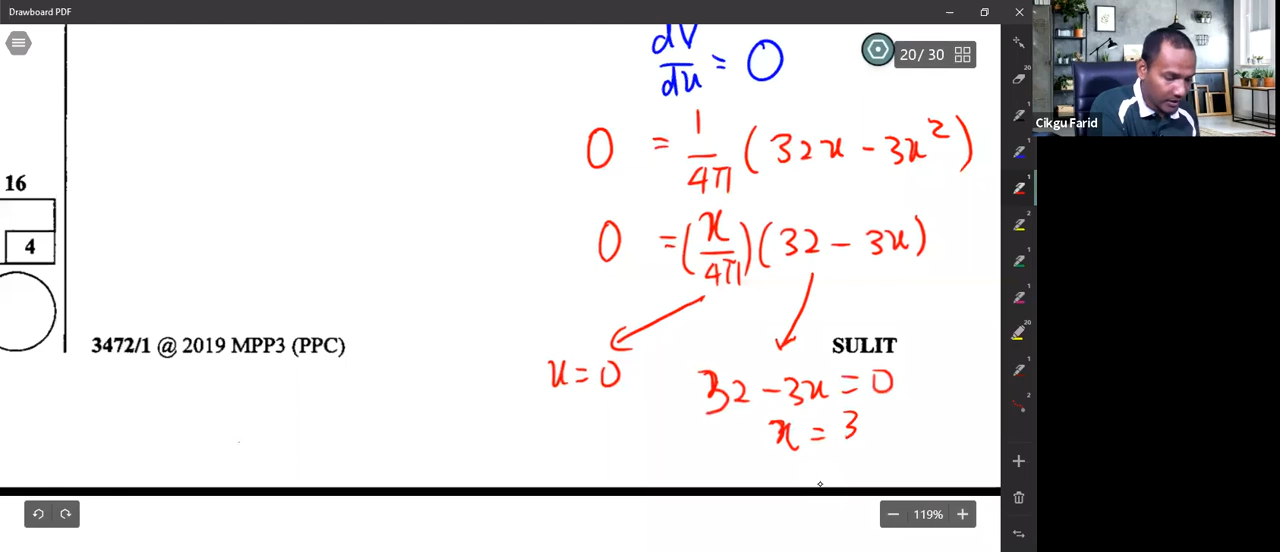 Drawboard PDF
dV/dx = 0
20 / 30
Cikgu Farid
0 = 1/4π (32x - 3x²)
16
0 = (x/4π)(32 - 3x)
4
3472/1 @ 2019 MPP3 (PPC)
SULIT
x = 0
32 - 3x = 0
x = 3
119%